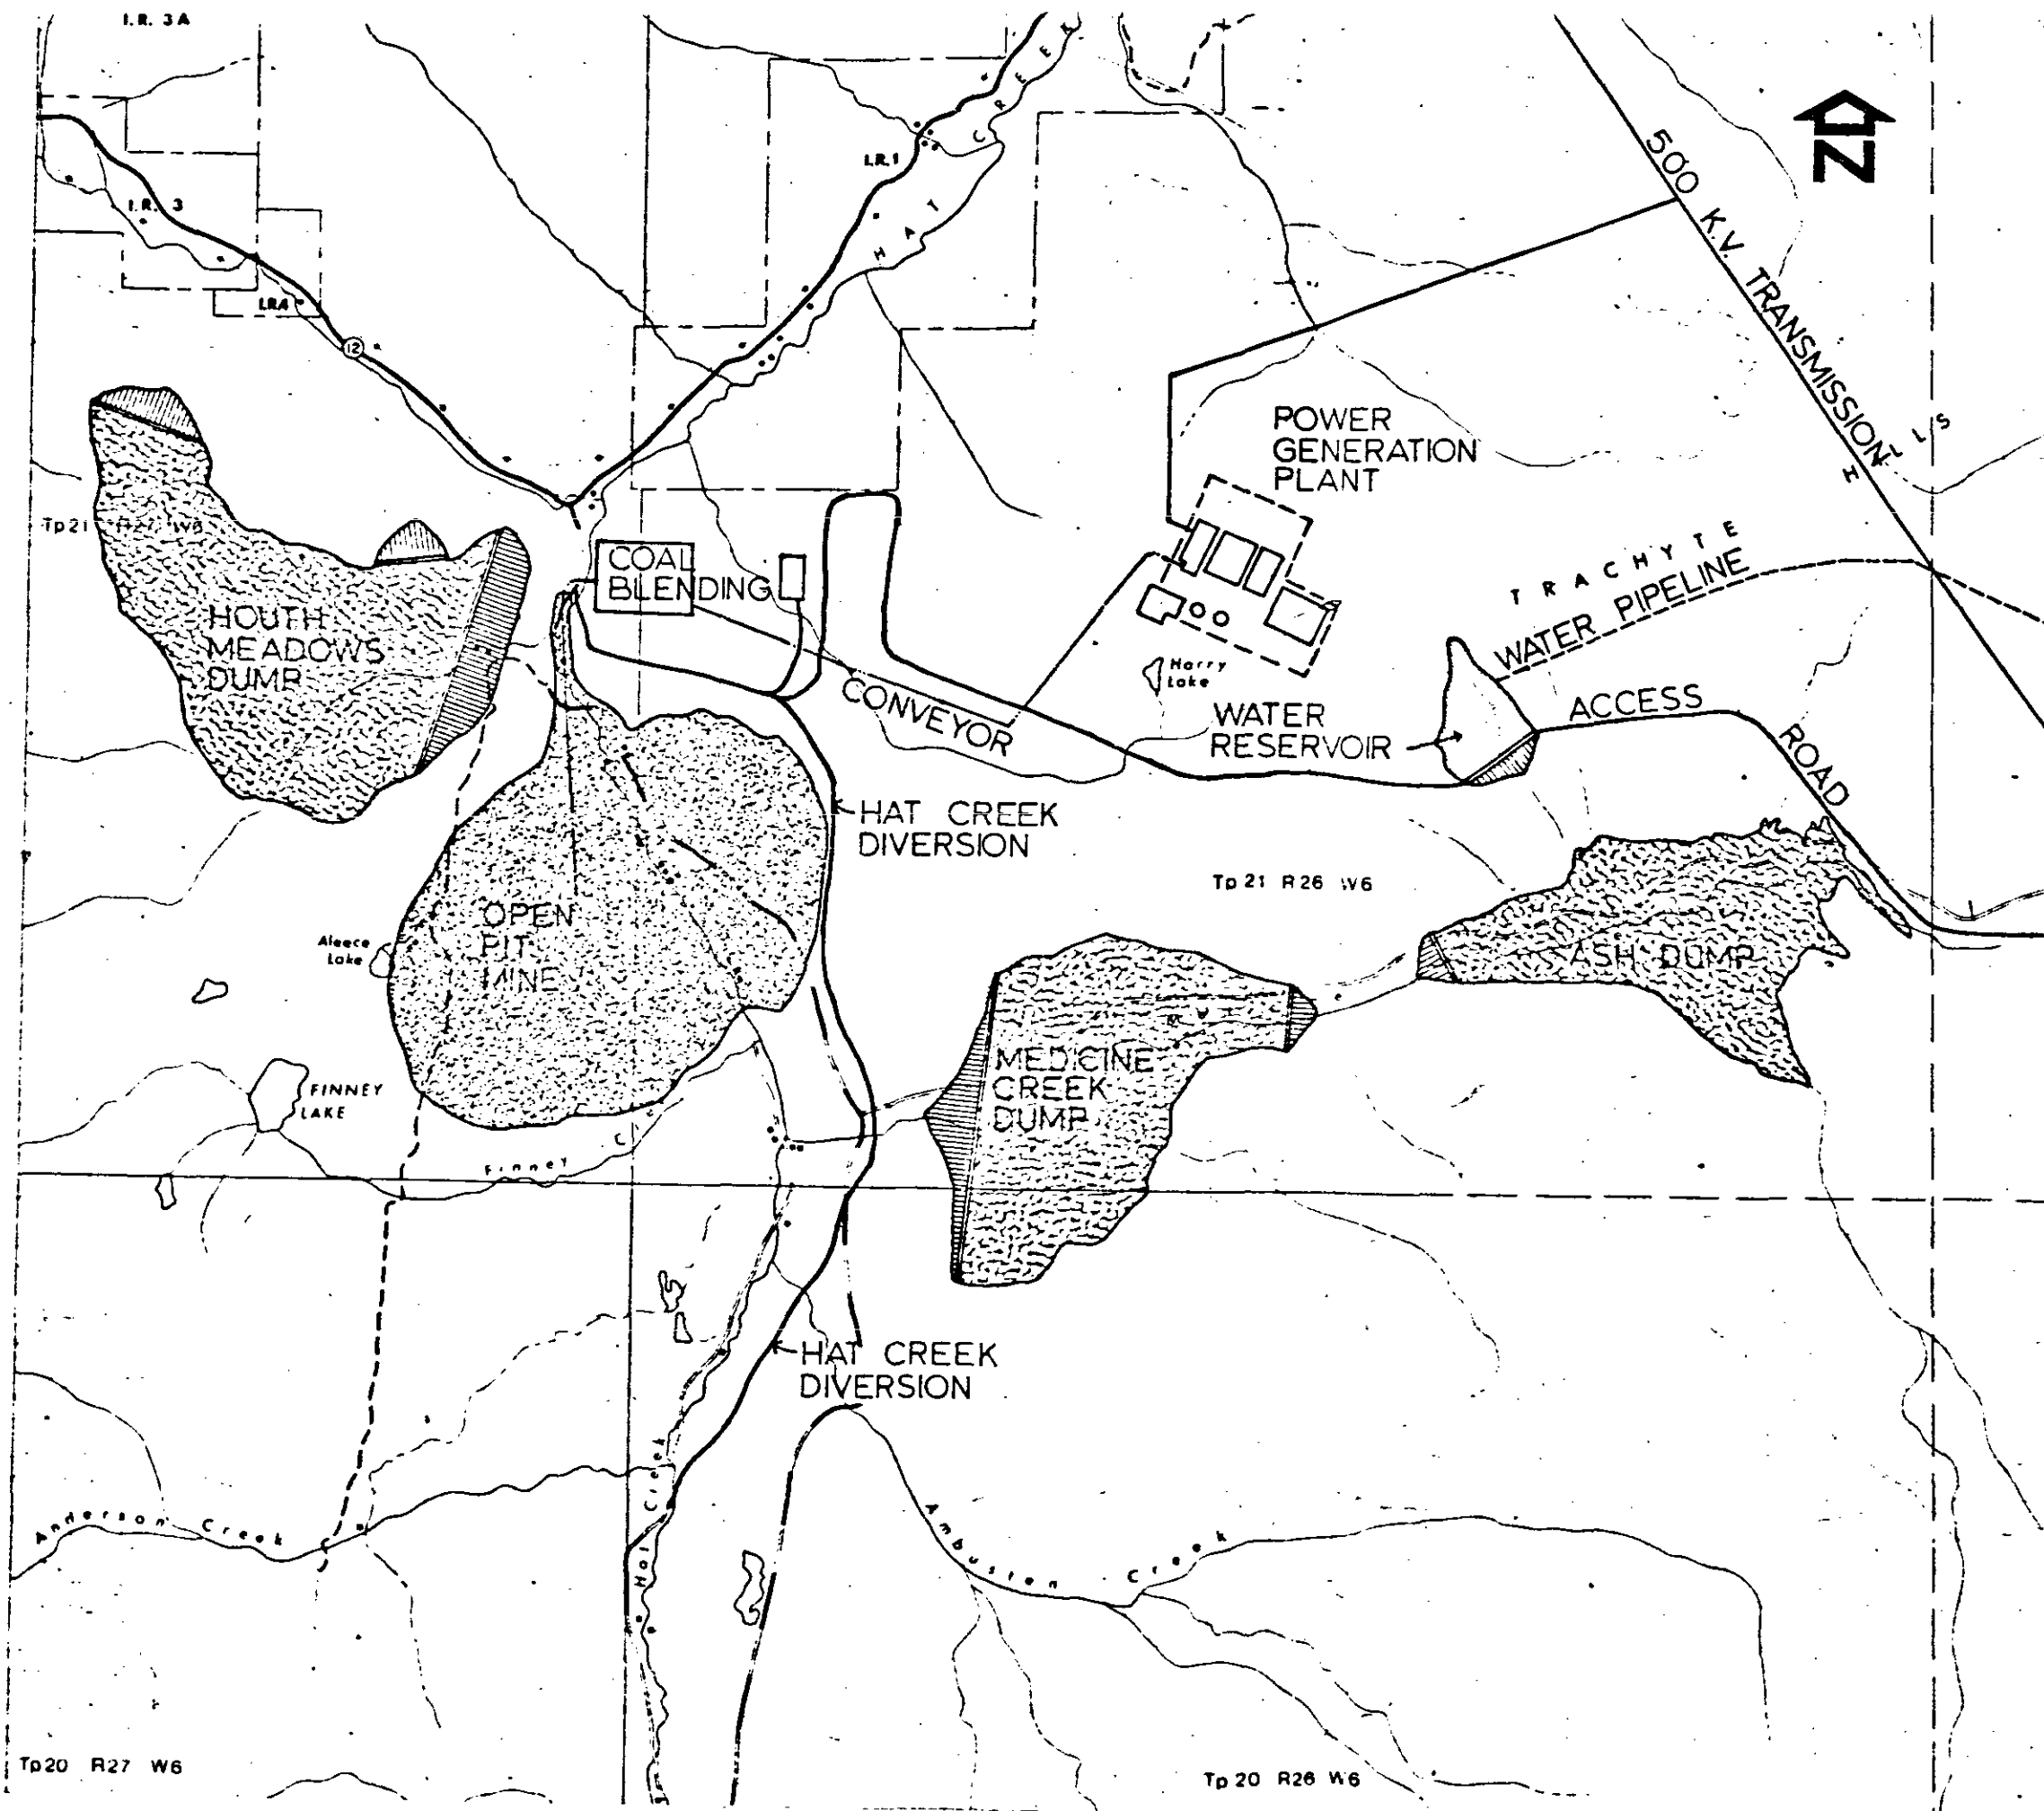 I.R. 3A
CREEK
I.R.1
HAT
N
500 K.V. TRANSMISSION
I.R. 3
I.R.4
12
HILLS
POWER
GENERATION
PLANT
Tp21 R27 W6
COAL
BLENDING
TRACHYTE
WATER PIPELINE
HOUTH
MEADOWS
DUMP
Harry
Lake
CONVEYOR
WATER
RESERVOIR
ACCESS
ROAD
HAT CREEK
DIVERSION
Tp 21 R26 W6
OPEN
PIT
MINE
Aleece
Lake
ASH DUMP
MEDICINE
CREEK
DUMP
FINNEY
LAKE
Finney C
HAT CREEK
DIVERSION
Hat Creek
Anderson Creek
Ambusten Creek
Tp20 R27 W6
Tp 20 R26 W6